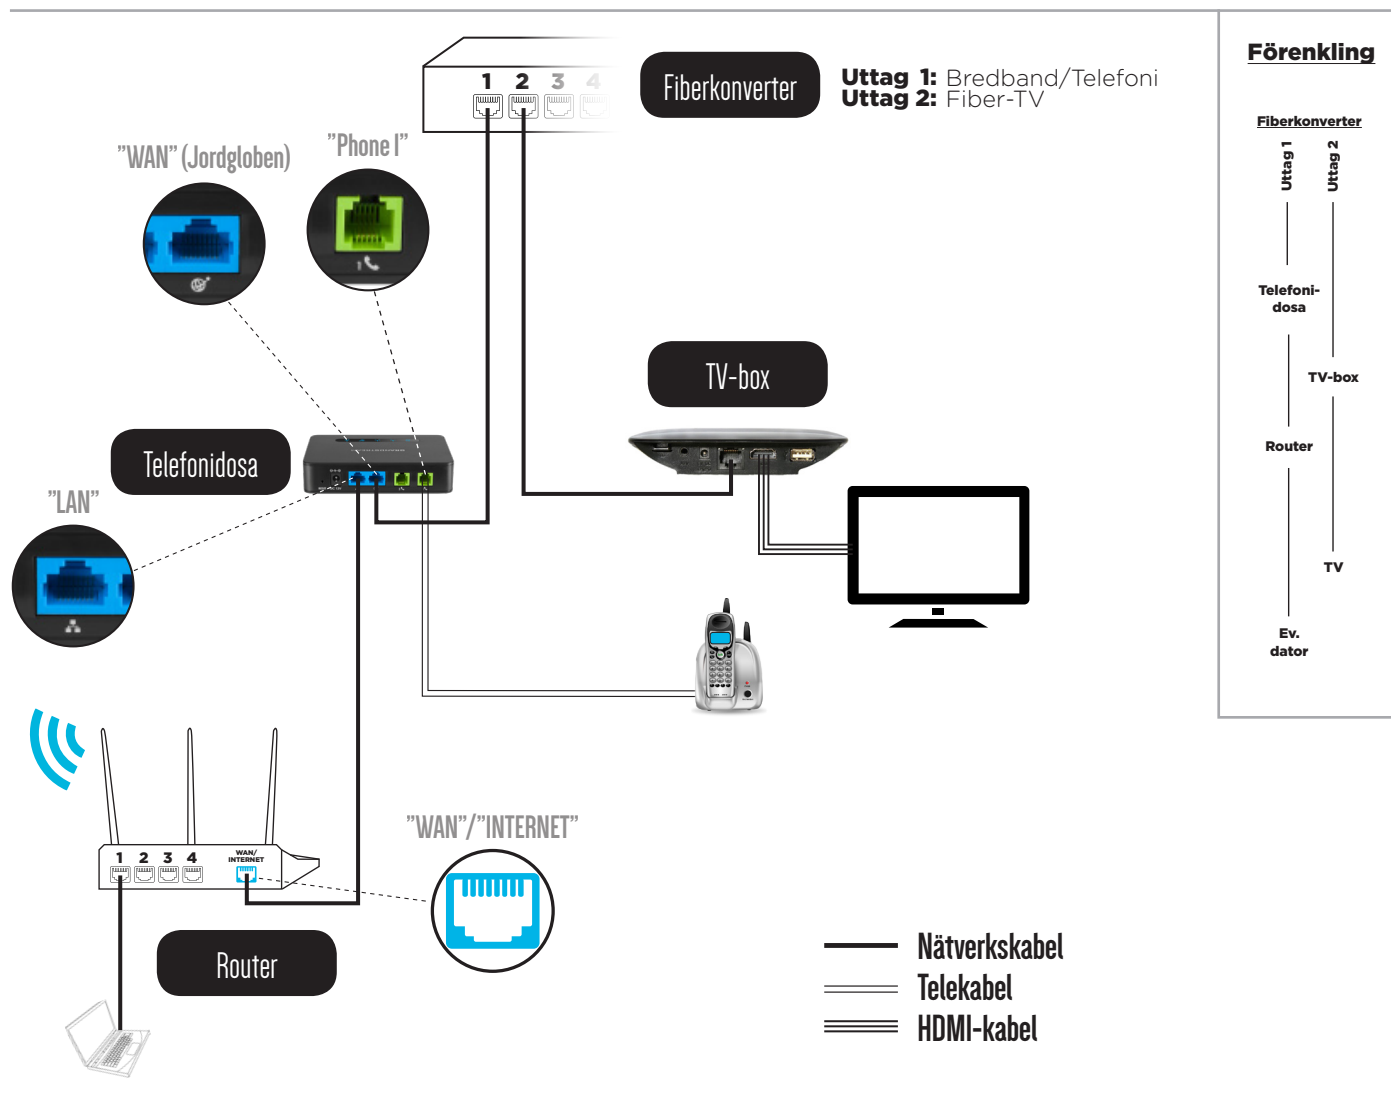 Förenkling
1 2 3 4
Fiberkonverter
Uttag 1: Bredband/Telefoni
Uttag 2: Fiber-TV
Fiberkonverter
Uttag 1
Uttag 2
"WAN" (Jordgloben)
"Phone 1"
1
Telefoni-
dosa
TV-box
TV-box
Telefonidosa
Router
"LAN"
TV
Ev.
dator
"WAN"/"INTERNET"
1 2 3 4
WAN/
INTERNET
Router
Nätverkskabel
Telekabel
HDMI-kabel